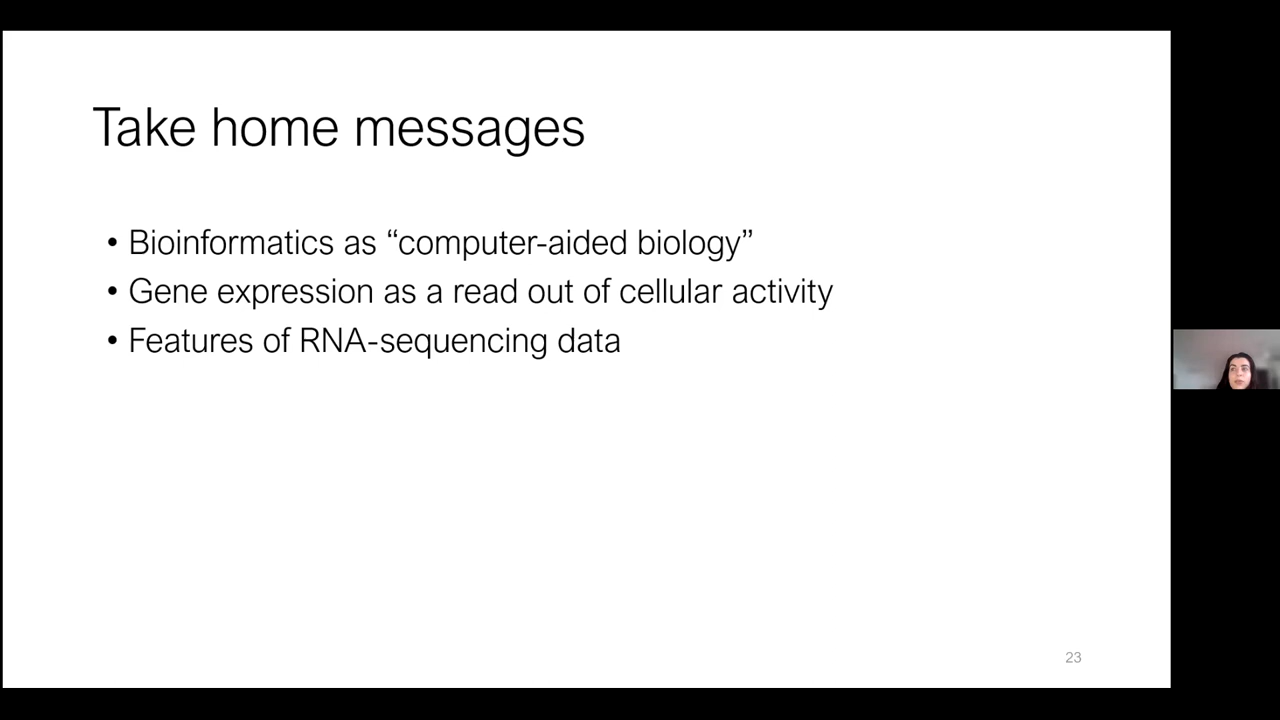 Take home messages
• Bioinformatics as “computer-aided biology”
• Gene expression as a read out of cellular activity
• Features of RNA-sequencing data
23